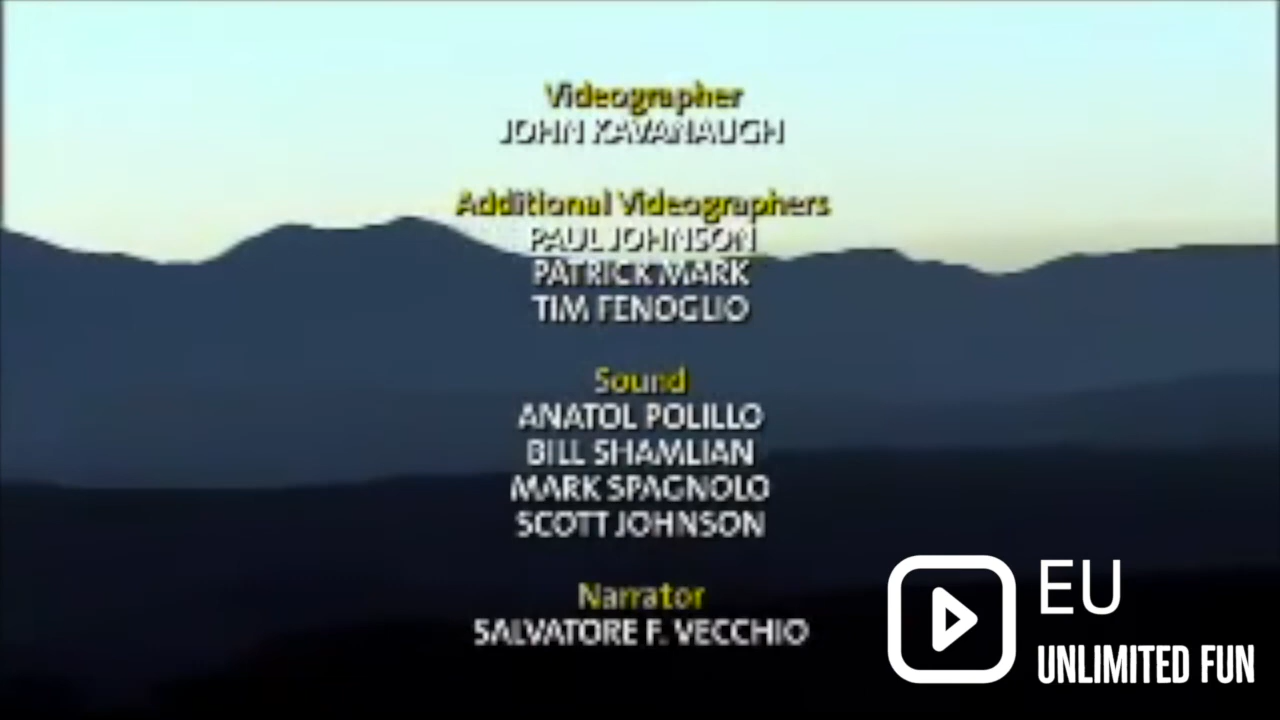 Videographer
JOHN KAVANAUGH
Additional Videographers
PAUL JOHNSON
PATRICK MARK
TIM FENOGLIO
Sound
ANATOL POLILLO
BILL SHAMLIAN
MARK SPAGNOLO
SCOTT JOHNSON
Narrator
SALVATORE F. VECCHIO
EU
UNLIMITED FUN